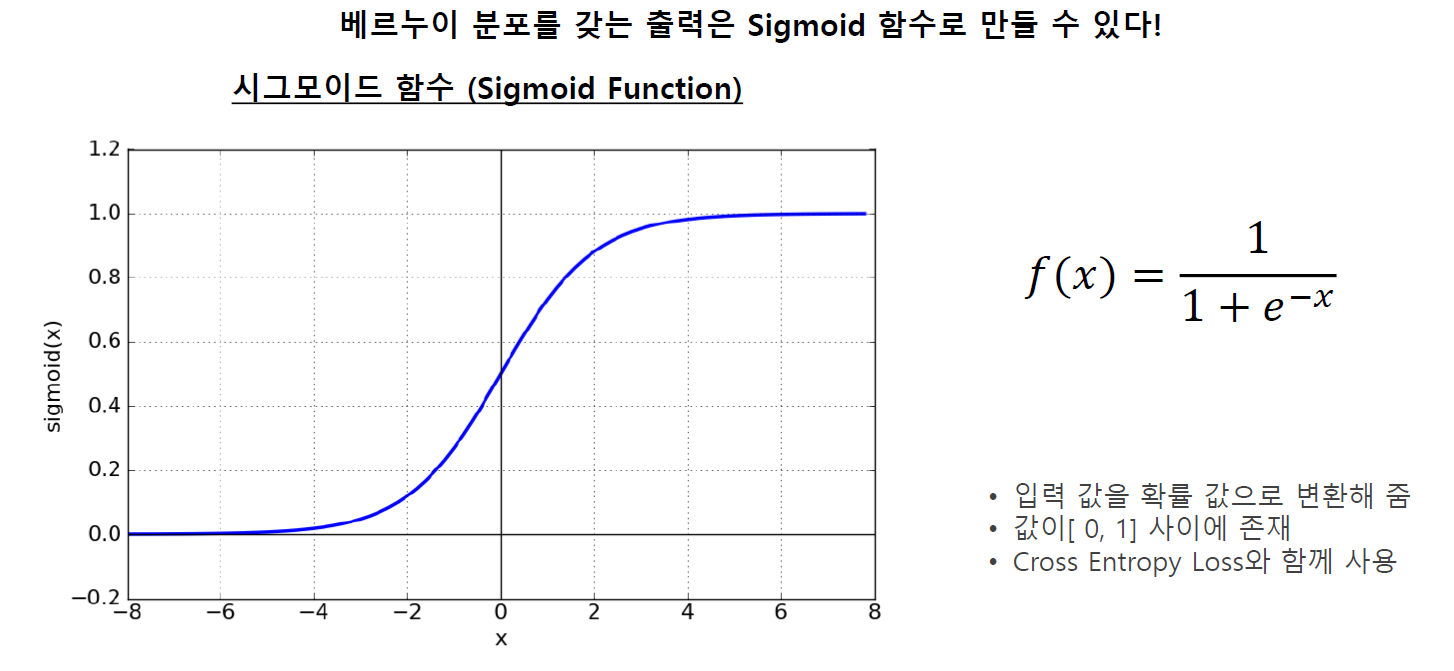 베르누이 분포를 갖는 출력은 Sigmoid 함수로 만들 수 있다!
시그모이드 함수 (Sigmoid Function)
1.2
1.0
0.8
0.6
0.4
0.2
0.0
−0.2
sigmoid(x)
−8 −6 −4 −2 0 2 4 6 8
x
f(x) = 1 / (1 + e^{−x})
• 입력 값을 확률 값으로 변환해 줌
• 값이[ 0, 1] 사이에 존재
• Cross Entropy Loss와 함께 사용